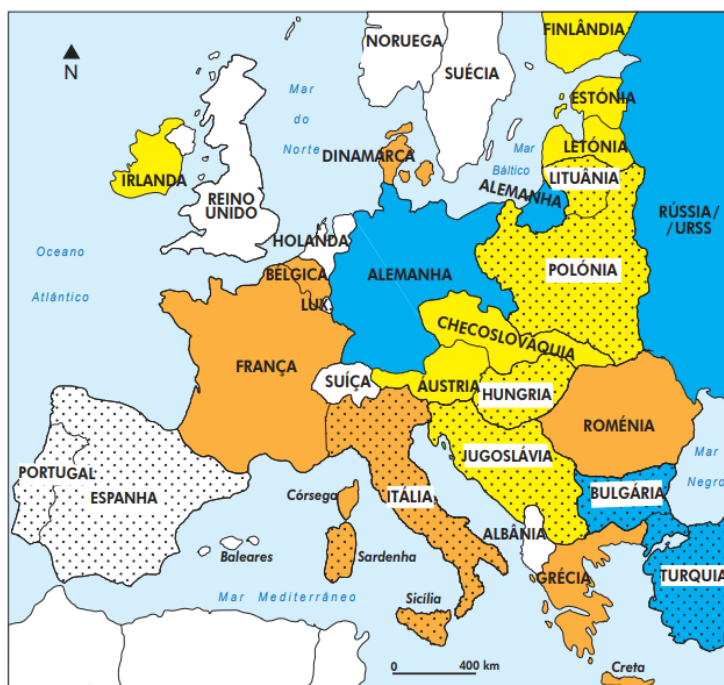 FINLÂNDIA
NORUEGA
SUÉCIA
N
Mar
do
Norte
ESTÓNIA
LETÓNIA
DINAMARCA
Mar
Báltico
LITUÂNIA
IRLANDA
REINO
UNIDO
ALEMANHA
RÚSSIA/
/URSS
HOLANDA
Oceano
Atlântico
BÉLGICA
ALEMANHA
POLÓNIA
LUX.
CHECOSLOVÁQUIA
FRANÇA
SUÍÇA
ÁUSTRIA
HUNGRIA
ROMÉNIA
JUGOSLÁVIA
Mar
Negro
PORTUGAL
ESPANHA
Córsega
ITÁLIA
BULGÁRIA
ALBÂNIA
Baleares
Sardenha
GRÉCIA
TURQUIA
Mar Mediterrâneo
Sicília
0 400 km
Creta